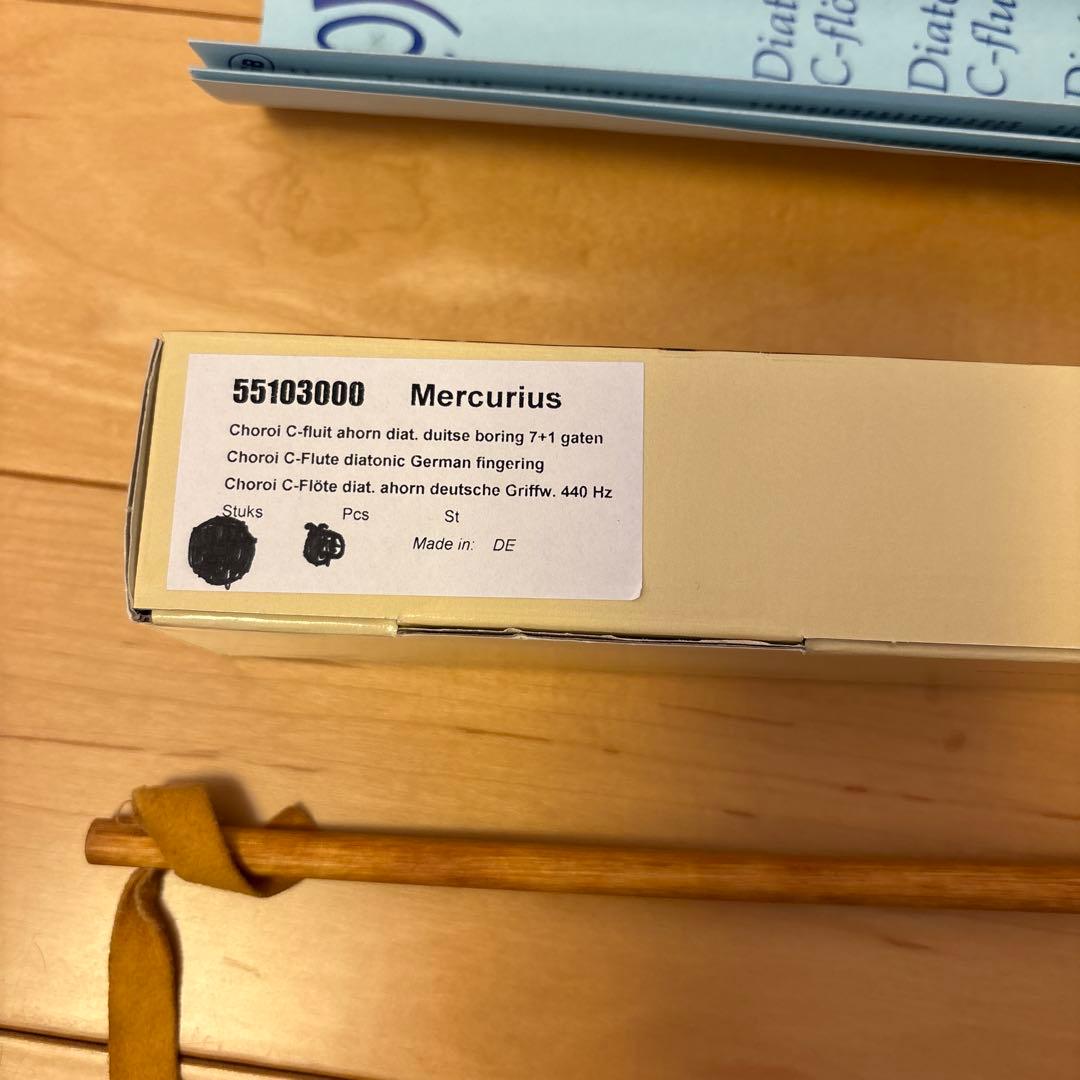 Diat
C-flö
Diat
C-flu
55103000 Mercurius
Choroi C-fluit ahorn diat. duitse boring 7+1 gaten
Choroi C-Flute diatonic German fingering
Choroi C-Flöte diat. ahorn deutsche Griffw. 440 Hz
Stuks Pcs St
Made in: DE